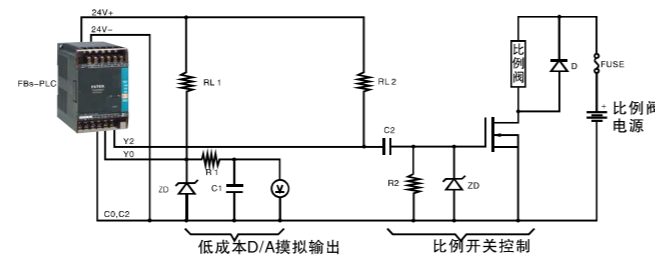 24V+
24V-
FBs-PLC
RL 1
RL 2
比例阀
D
FUSE
+
比例阀
电源
C2
Y2
Y0
R 1
C1
V
ZD
R2
ZD
C0,C2
低成本D/A摸拟输出
比例开关控制